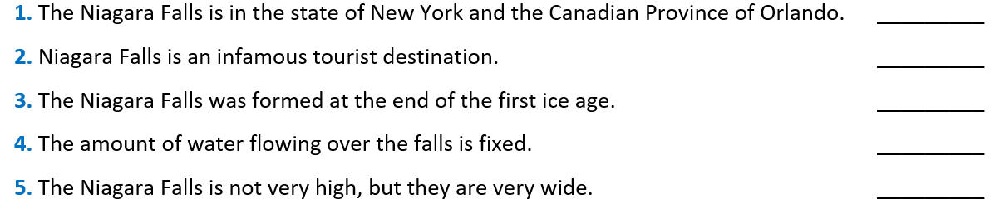 1. The Niagara Falls is in the state of New York and the Canadian Province of Orlando. __________
2. Niagara Falls is an infamous tourist destination. __________
3. The Niagara Falls was formed at the end of the first ice age. __________
4. The amount of water flowing over the falls is fixed. __________
5. The Niagara Falls is not very high, but they are very wide. __________